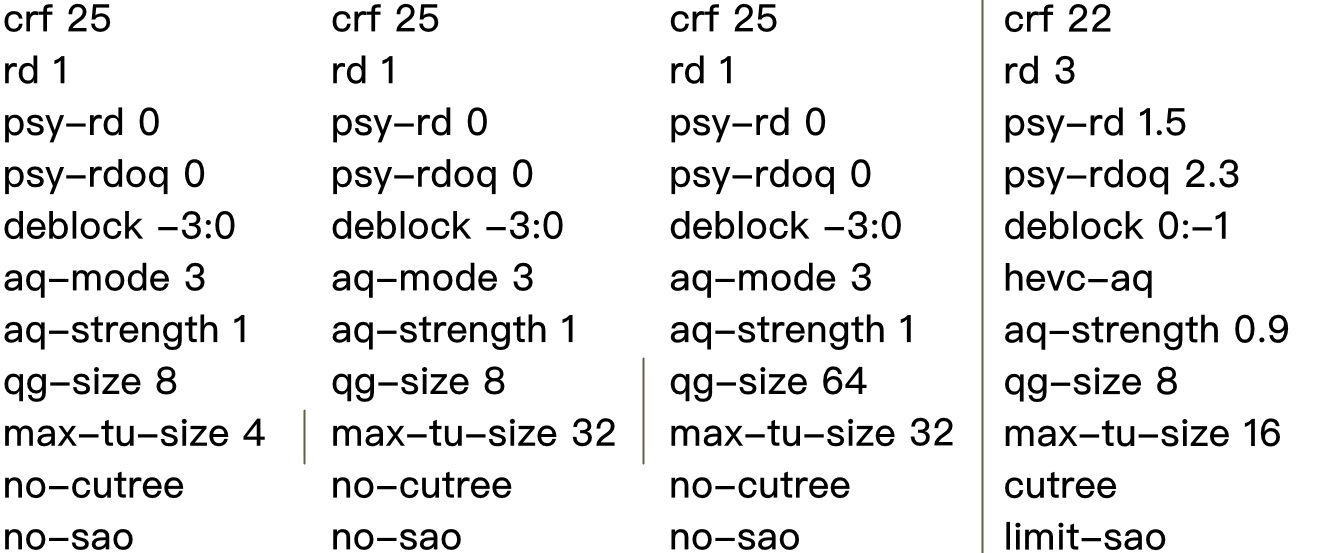 crf 25 crf 25 crf 25 crf 22
rd 1 rd 1 rd 1 rd 3
psy–rd 0 psy–rd 0 psy–rd 0 psy–rd 1.5
psy–rdoq 0 psy–rdoq 0 psy–rdoq 0 psy–rdoq 2.3
deblock –3:0 deblock –3:0 deblock –3:0 deblock 0:–1
aq–mode 3 aq–mode 3 aq–mode 3 hevc–aq
aq–strength 1 aq–strength 1 aq–strength 1 aq–strength 0.9
qg–size 8 qg–size 8 qg–size 64 qg–size 8
max–tu–size 4 max–tu–size 32 max–tu–size 32 max–tu–size 16
no–cutree no–cutree no–cutree cutree
no–sao no–sao no–sao limit–sao